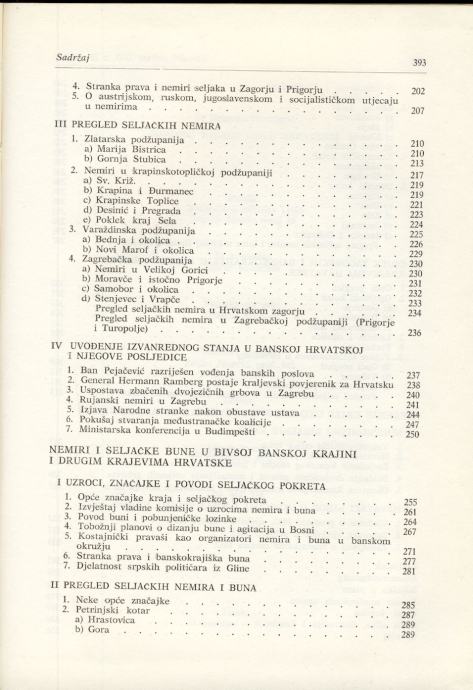 Sadržaj 393
4. Stranka prava i nemiri seljaka u Zagorju i Prigorju . . . . . 202
5. O austrijskom, ruskom, jugoslavenskom i socijalističkom utjecaju
u nemirima . . . . . . . . . . . . . . 207
III PREGLED SELJAČKIH NEMIRA
1. Zlatarska podžupanija . . . . . . . . . . . . 210
a) Marija Bistrica . . . . . . . . . . . . 210
b) Gornja Stubica . . . . . . . . . . . . 213
2. Nemiri u krapinskotopličkoj podžupaniji . . . . . . . 217
a) Sv. Križ . . . . . . . . . . . . . . 219
b) Krapina i Đurmanec . . . . . . . . . . . 219
c) Krapinske Toplice . . . . . . . . . . . 221
d) Desinić i Pregrada . . . . . . . . . . . 223
e) Poklek kraj Sela . . . . . . . . . . . . 224
3. Varaždinska podžupanija . . . . . . . . . . . 225
a) Bednja i okolica . . . . . . . . . . . . 226
b) Novi Marof i okolica . . . . . . . . . . . 229
4. Zagrebačka podžupanija . . . . . . . . . . . 230
a) Nemiri u Velikoj Gorici . . . . . . . . . . 230
b) Moravče i istočno Prigorje . . . . . . . . . 231
c) Samobor i okolica . . . . . . . . . . . 232
d) Stenjevec i Vrapče . . . . . . . . . . . 233
Pregled seljačkih nemira u Hrvatskom zagorju . . . . . 234
Pregled seljačkih nemira u Zagrebačkoj podžupaniji (Prigorje
i Turopolje) . . . . . . . . . . . . . 236
IV UVOĐENJE IZVANREDNOG STANJA U BANSKOJ HRVATSKOJ
I NJEGOVE POSLJEDICE
1. Ban Pejačević razriješen vođenja banskih poslova . . . . . 237
2. General Hermann Ramberg postaje kraljevski povjerenik za Hrvatsku 238
3. Uspostava zbačenih dvojezičnih grbova u Zagrebu . . . . . 240
4. Rujanski nemiri u Zagrebu . . . . . . . . . . 241
5. Izjava Narodne stranke nakon obustave ustava . . . . . . 244
6. Pokušaj stvaranja međustranačke koalicije . . . . . . . 247
7. Ministarska konferencija u Budimpešti . . . . . . . . 250
NEMIRI I SELJAČKE BUNE U BIVŠOJ BANSKOJ KRAJINI
I DRUGIM KRAJEVIMA HRVATSKE
I UZROCI, ZNAČAJKE I POVODI SELJAČKOG POKRETA
1. Opće značajke kraja i seljačkog pokreta . . . . . . . 255
2. Izvještaj vladine komisije o uzrocima nemira i buna . . . . . 261
3. Povod buni i pobunjeničke lozinke . . . . . . . . . 264
4. Tobožnji planovi o dizanju bune i agitacija u Bosni . . . . . 267
5. Kostajnički pravaši kao organizatori nemira i buna u banskom
okružju . . . . . . . . . . . . . . . 271
6. Stranka prava i banskokrajiška buna . . . . . . . . 277
7. Djelatnost srpskih političara iz Gline . . . . . . . . 281
II PREGLED SELJAČKIH NEMIRA I BUNA
1. Neke opće značajke . . . . . . . . . . . . 285
2. Petrinjski kotar . . . . . . . . . . . . . 287
a) Hrastovica . . . . . . . . . . . . . 289
b) Gora . . . . . . . . . . . . . . . 289